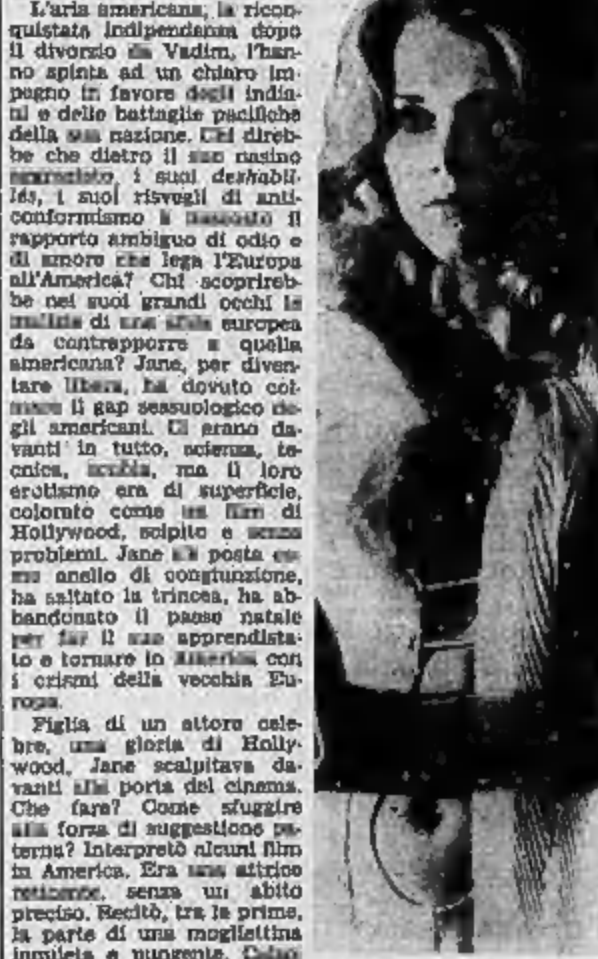 L'aria americana, la ricon-
quistata indipendenza dopo
il divorzio da Vadim, l'han-
no spinta ad un chiaro im-
pegno in favore degli india-
ni e delle battaglie pacifiche
della sua nazione. Chi direb-
be che dietro il suo nasino
i suoi deshabil-
lés, i suoi risvegli di anti-
conformismo è nascosto il
rapporto ambiguo di odio e
di amore che lega l'Europa
all'America? Chi scoprireb-
be nei suoi grandi occhi la
malizia di una sfida europea
da contrapporre a quella
americana? Jane, per diven-
tare libera, ha dovuto col-
mare il gap sessuologico de-
gli americani. Ci erano da-
vanti in tutto, scienza, te-
cnica, ma il loro
erotismo era di superficie,
colorato come un film di
Hollywood, scipito e senza
problemi. Jane s'è posta co-
me anello di congiunzione,
ha saltato la trincea, ha ab-
bandonato il paese natale
per far il suo apprendista-
to e tornare in America con
i crismi della vecchia Eu-
ropa.
Figlia di un attore cele-
bre, una gloria di Holly-
wood, Jane scalpitava da-
vanti alla porta del cinema.
Che fare? Come sfuggire
alla forza di suggestione pa-
terna? Interpretò alcuni film
in America. Era una attrice
reticente, senza un abito
preciso. Recitò, tra le prime,
la parte di una mogliettina
inquieta e pungente.